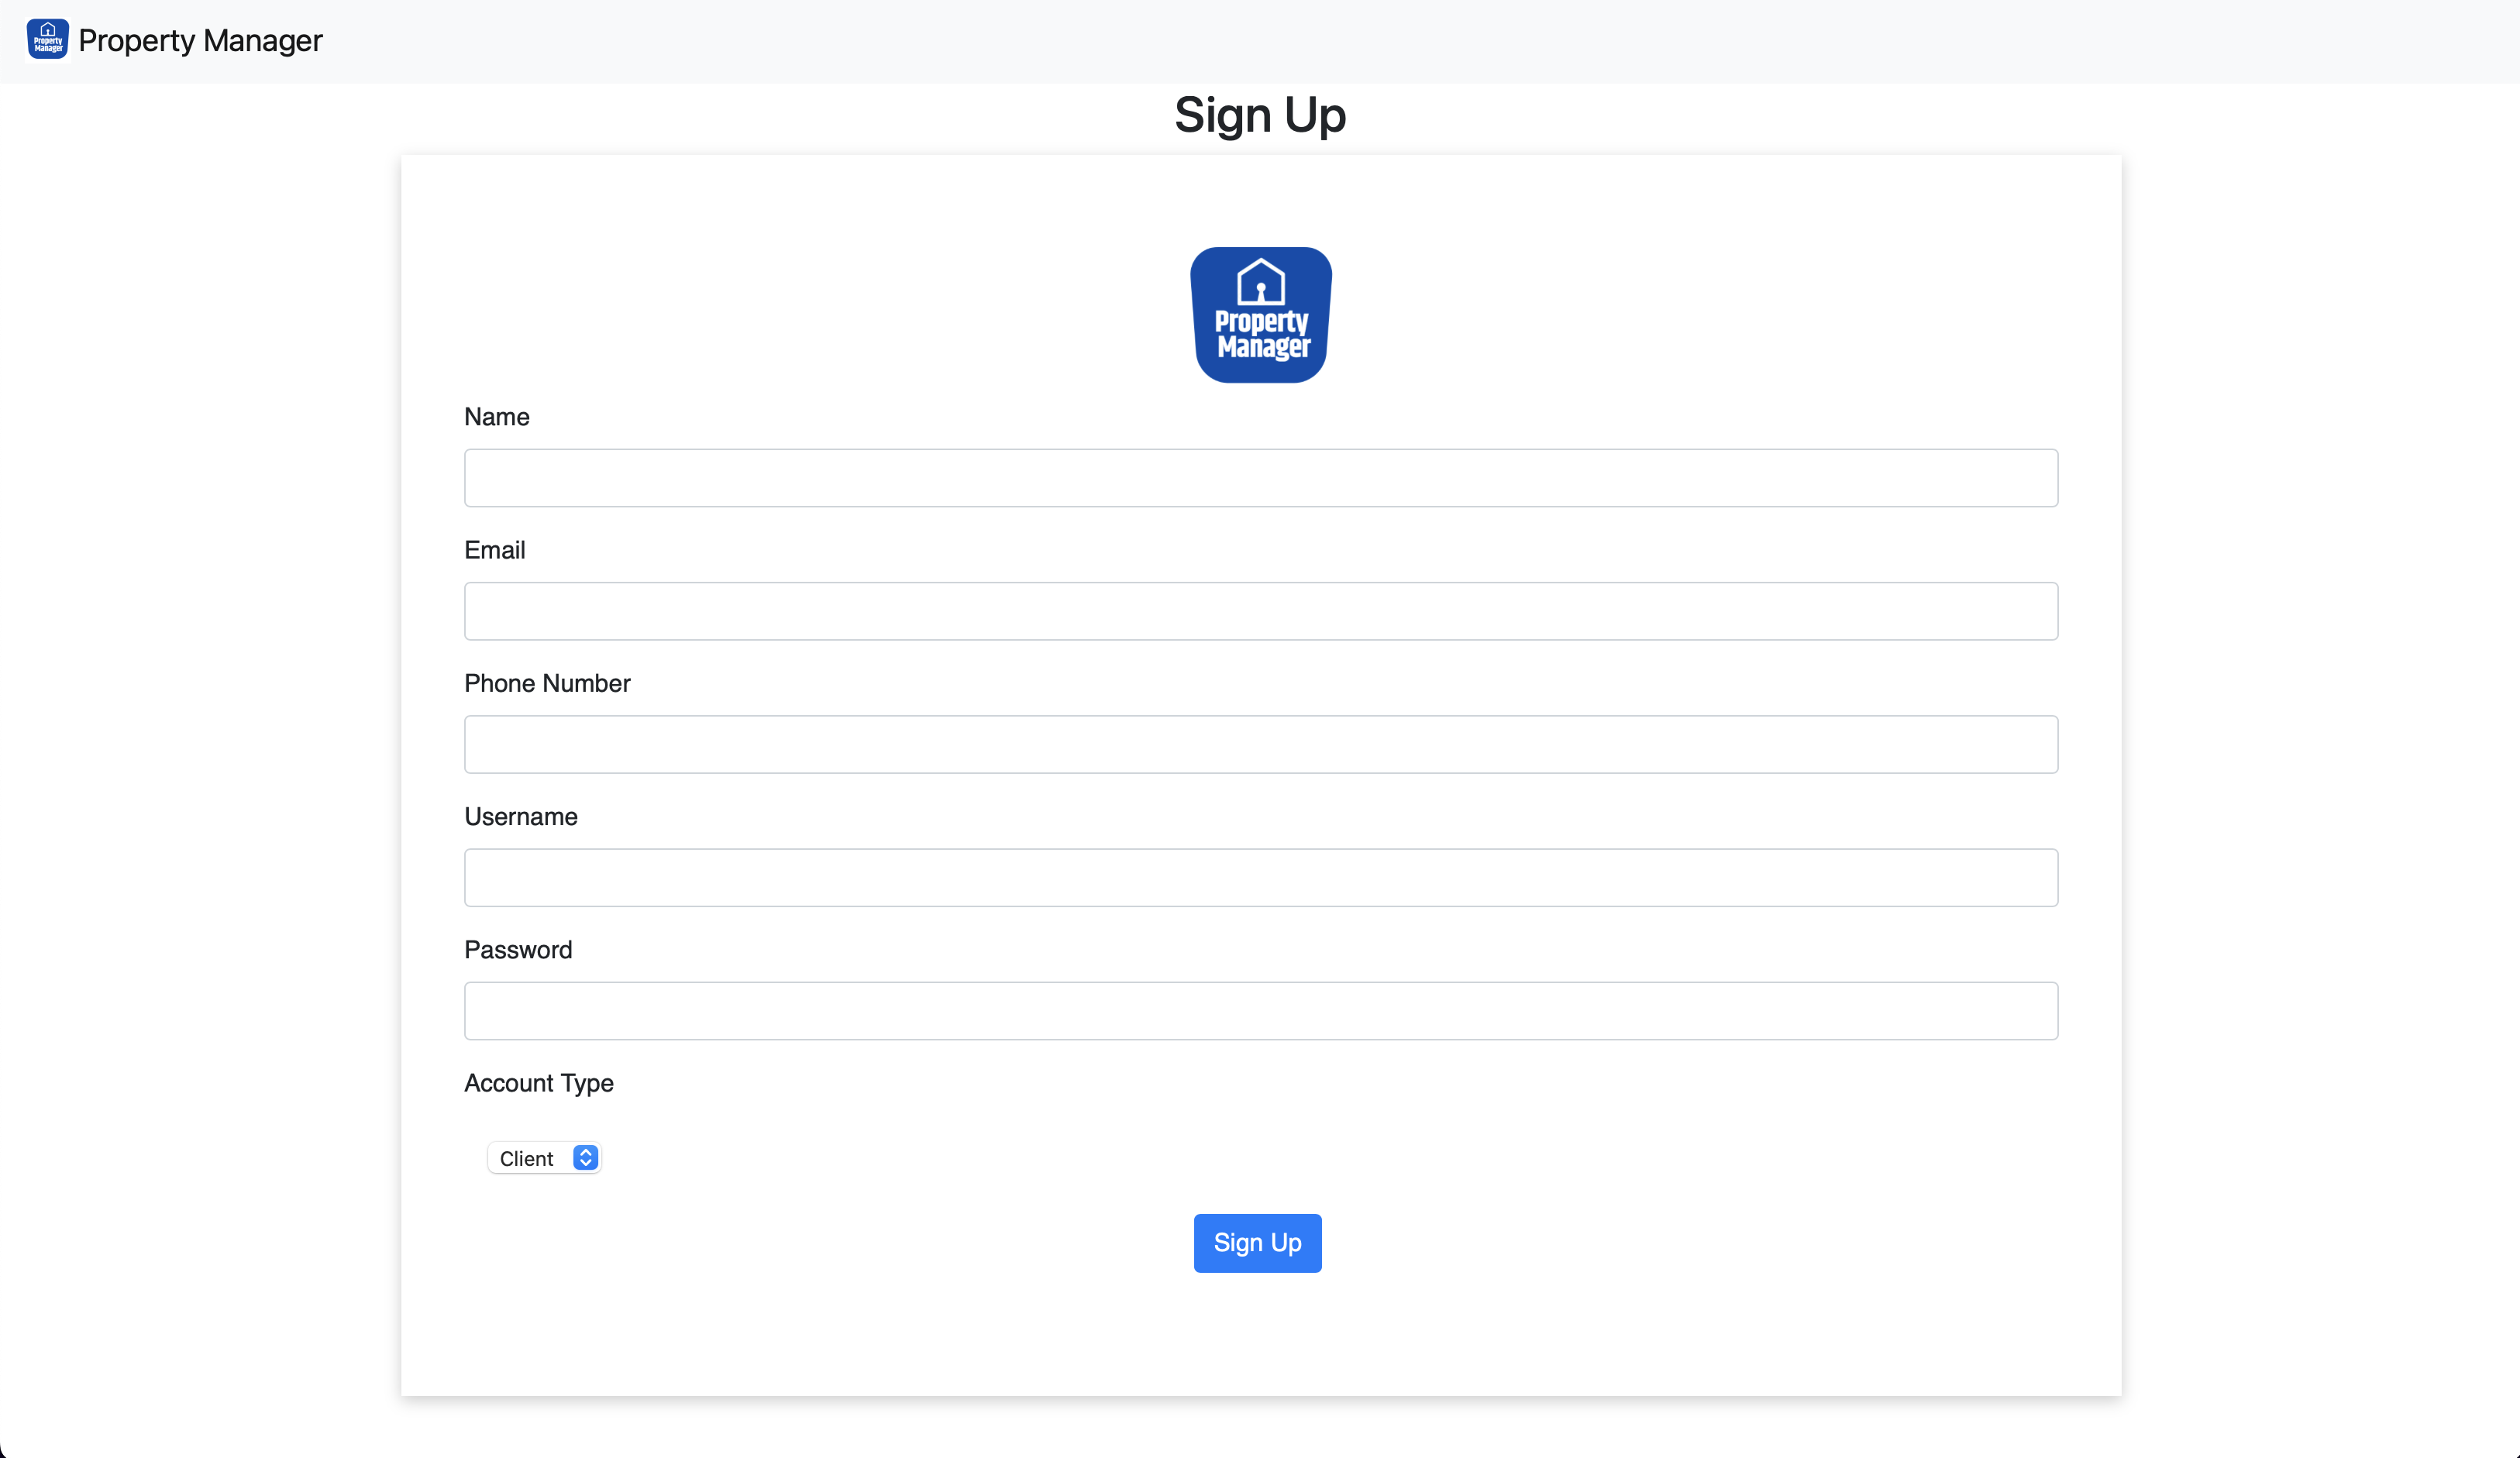 Property
Manager
Property Manager
Sign Up
Property
Manager
Name
Email
Phone Number
Username
Password
Account Type
Client
Sign Up